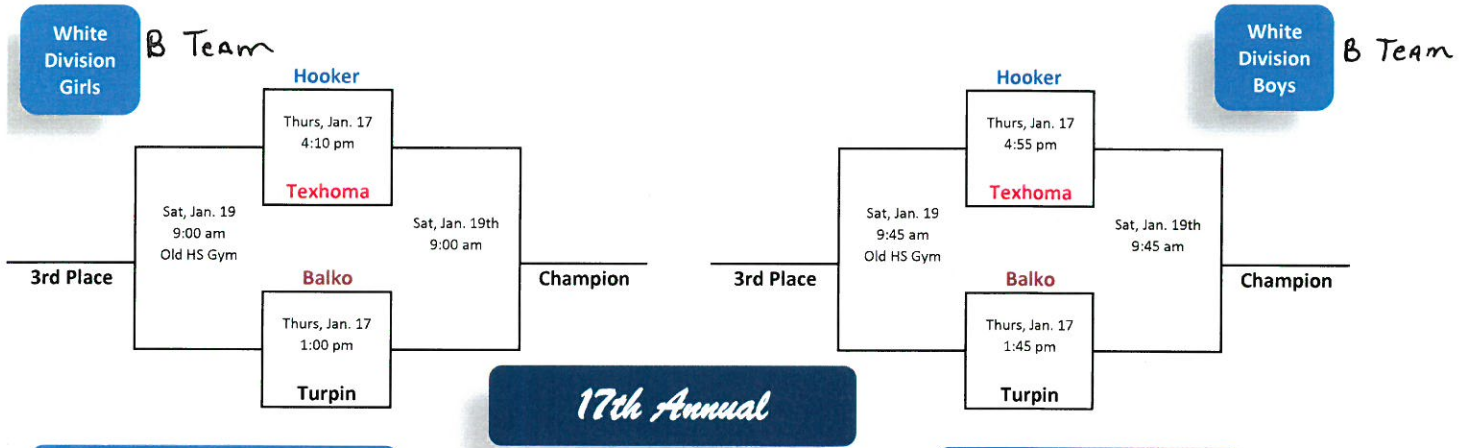 White
Division
Girls
B Team
Hooker
Thurs, Jan. 17
4:10 pm
Texhoma
Sat, Jan. 19
9:00 am
Old HS Gym
Sat, Jan. 19th
9:00 am
3rd Place
Champion
Balko
Thurs, Jan. 17
1:00 pm
Turpin
White
Division
Boys
B Team
Hooker
Thurs, Jan. 17
4:55 pm
Texhoma
Sat, Jan. 19
9:45 am
Old HS Gym
Sat, Jan. 19th
9:45 am
3rd Place
Champion
Balko
Thurs, Jan. 17
1:45 pm
Turpin
17th Annual